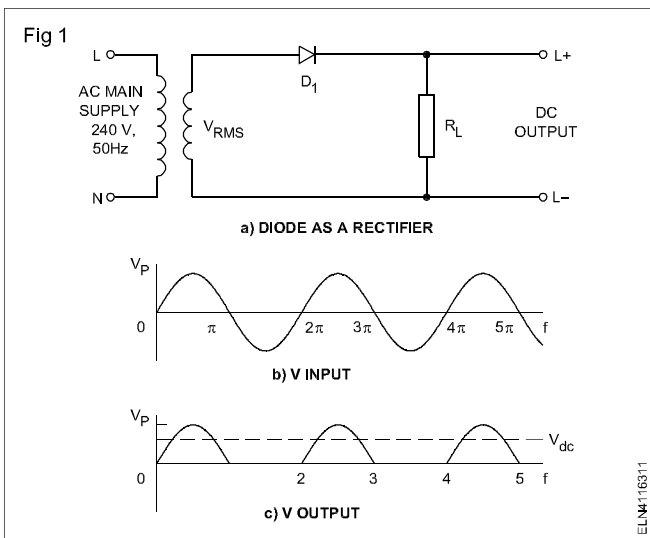 Fig 1
L
L+
D1
AC MAIN
SUPPLY
240 V,
50Hz
VRMS
RL
DC
OUTPUT
N
L–
a) DIODE AS A RECTIFIER
VP
0
π
2π
3π
4π
5π
f
b) V INPUT
VP
Vdc
0
2
3
4
5
f
c) V OUTPUT
ELN4116311